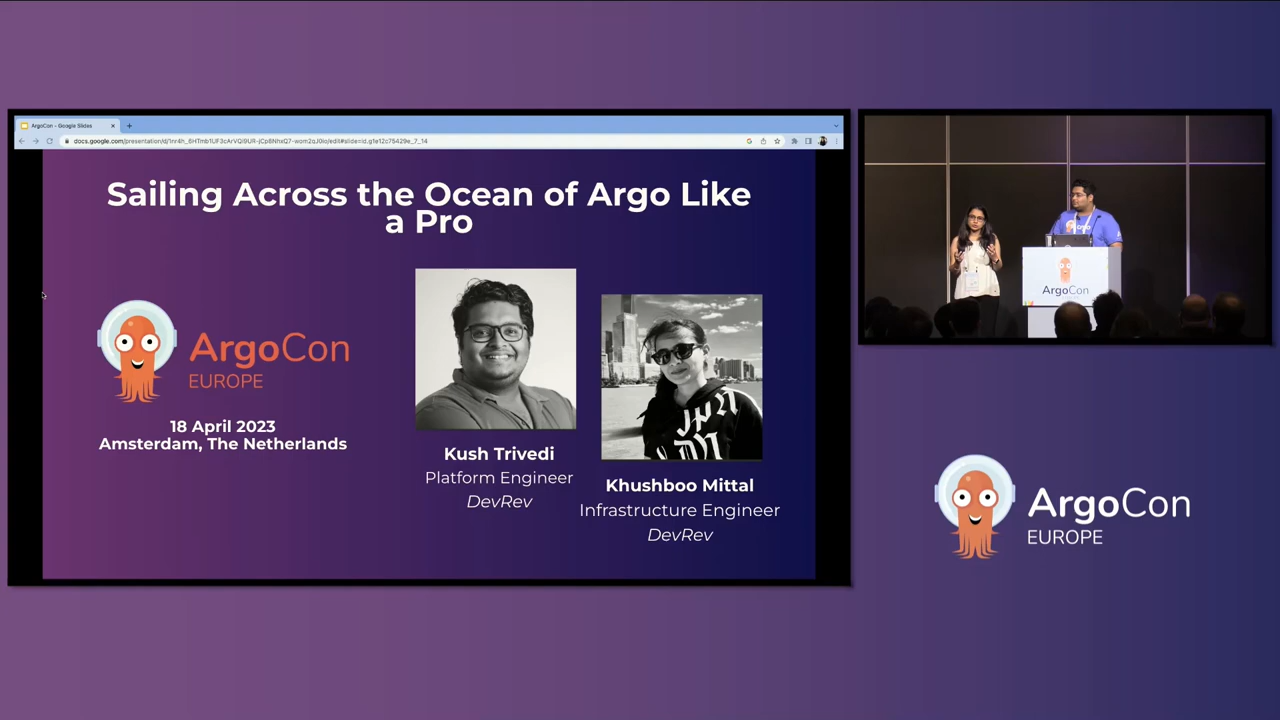 ArgoCon - Google Slides
Sailing Across the Ocean of Argo Like
a Pro
ArgoCon
EUROPE
18 April 2023
Amsterdam, The Netherlands
Kush Trivedi
Platform Engineer
DevRev
Khushboo Mittal
Infrastructure Engineer
DevRev
argo
ArgoCon
ArgoCon
EUROPE